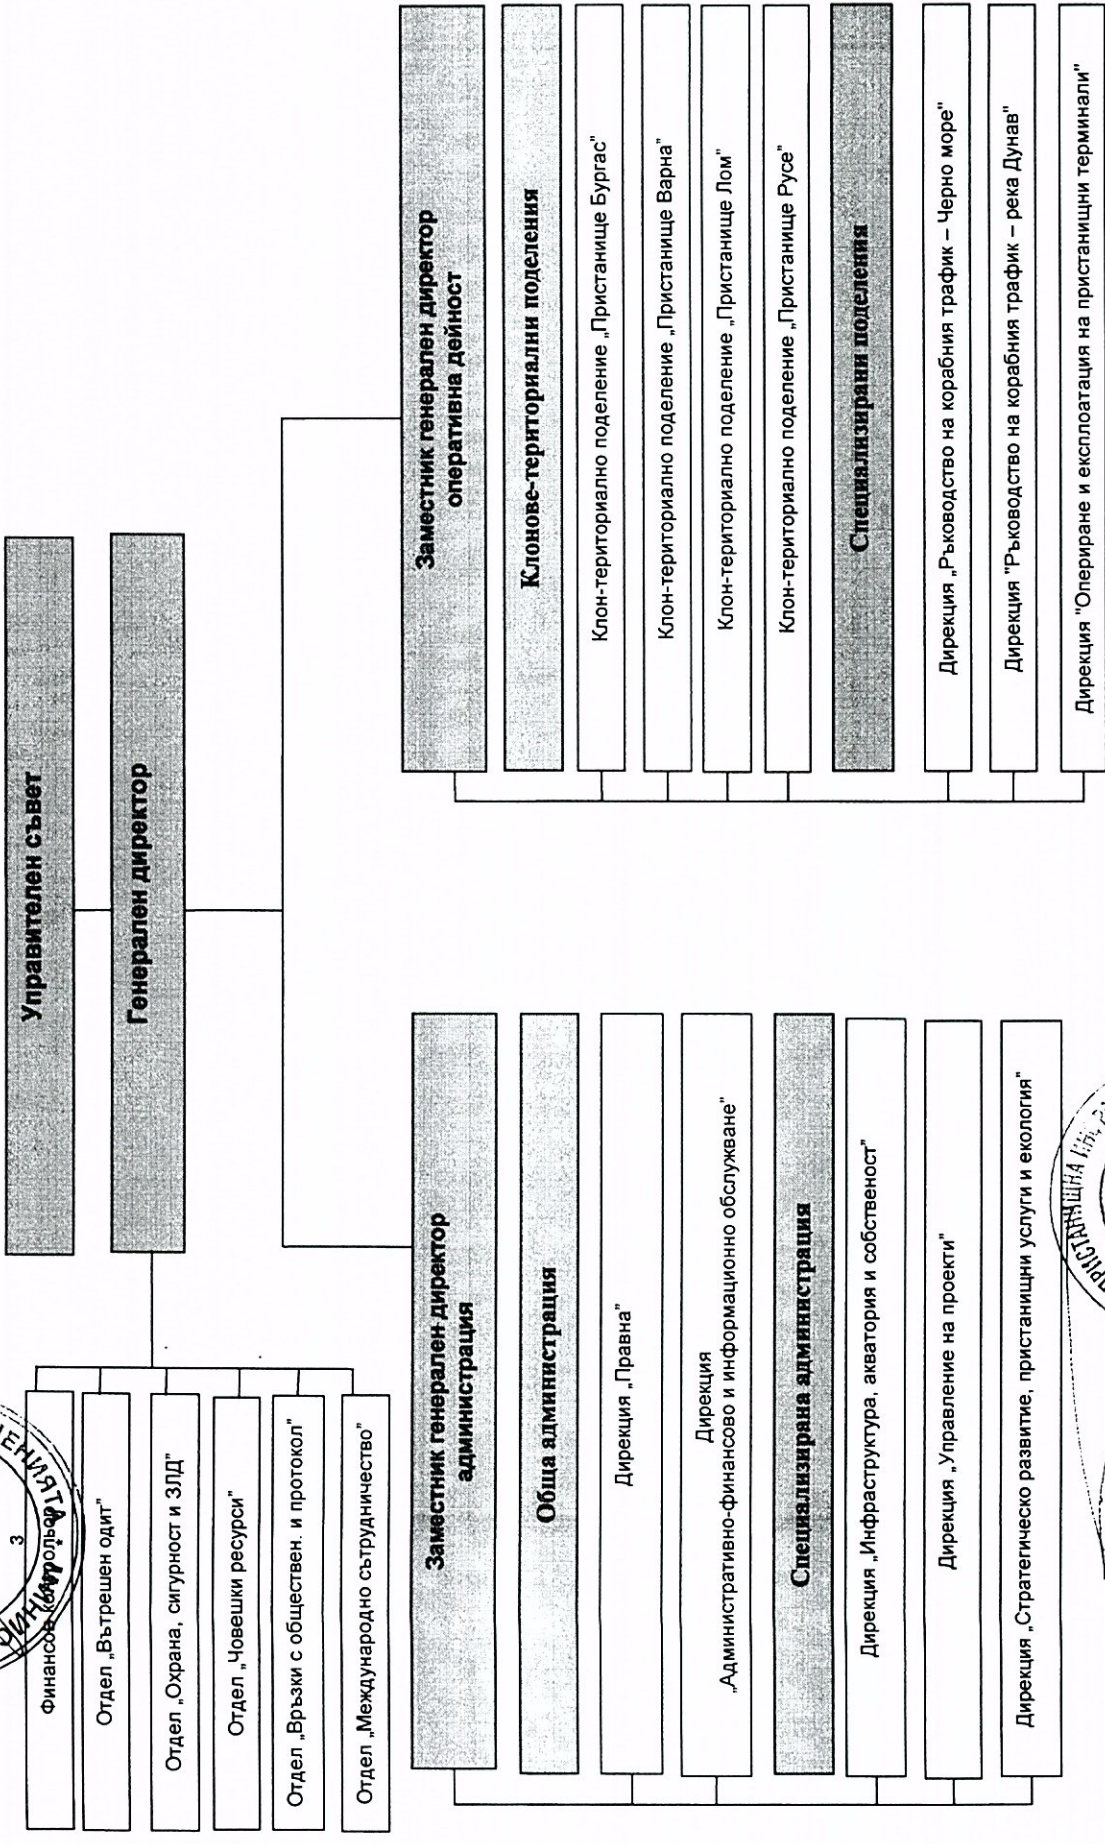 Управителен съвет
Генерален директор
3
Финансов контрольор
Отдел „Вътрешен одит"
Отдел „Охрана, сигурност и ЗЛД"
Отдел „Човешки ресурси"
Отдел „Връзки с обществен. и протокол"
Отдел „Международно сътрудничество"
Заместник генерален директор
администрация
Обща администрация
Дирекция „Правна"
Дирекция
„Административно-финансово и информационно обслужване"
Специализирана администрация
Дирекция „Инфраструктура, акватория и собственост"
Дирекция „Управление на проекти"
Дирекция „Стратегическо развитие, пристанищни услуги и екология"
Заместник генерален директор
оперативна дейност
Клонове-териториални поделения
Клон-териториално поделение „Пристанище Бургас"
Клон-териториално поделение „Пристанище Варна"
Клон-териториално поделение „Пристанище Лом"
Клон-териториално поделение „Пристанище Русе"
Специализирани поделения
Дирекция „Ръководство на корабния трафик – Черно море"
Дирекция "Ръководство на корабния трафик – река Дунав"
Дирекция "Опериране и експлоатация на пристанищни терминали"
ПРИСТАНИЩНА